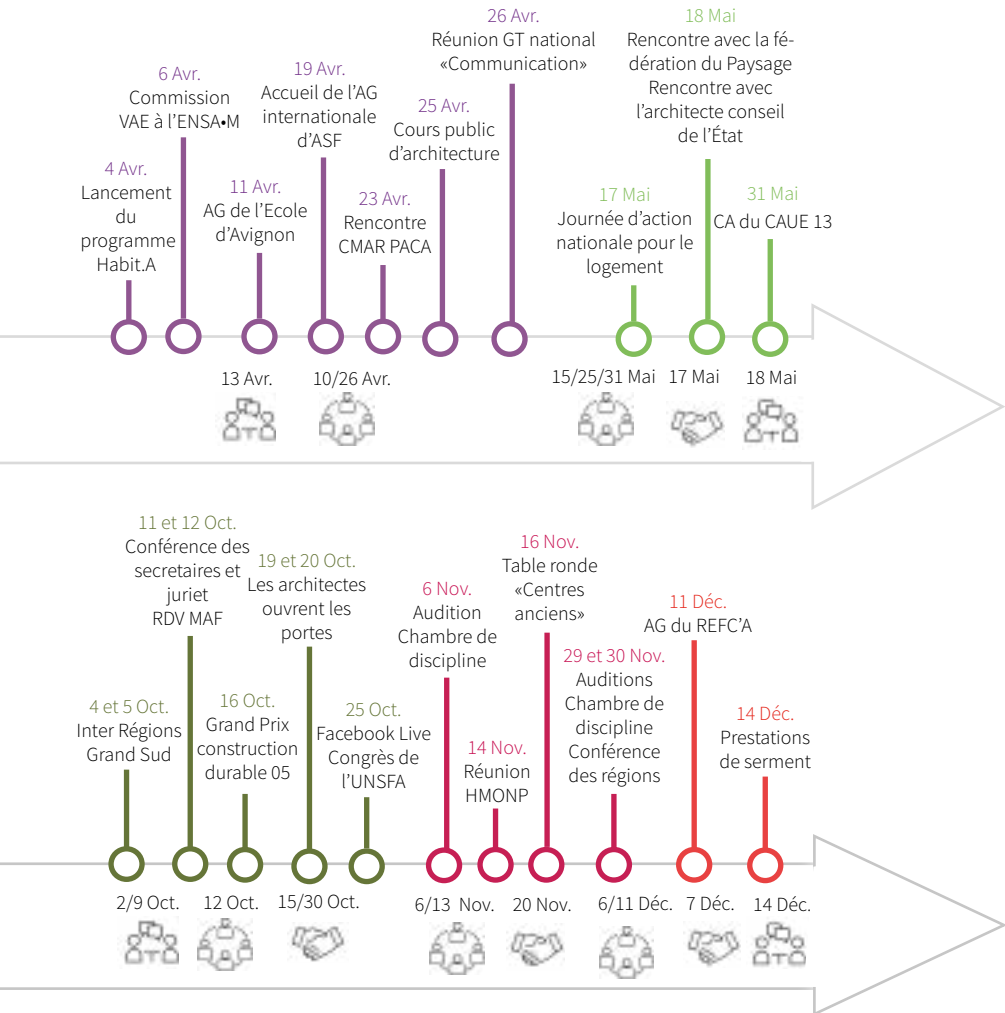 4 Avr.
Lancement
du
programme
Habit.A
6 Avr.
Commission
VAE à l'ENSA•M
11 Avr.
AG de l'Ecole
d'Avignon
19 Avr.
Accueil de l'AG
internationale
d'ASF
23 Avr.
Rencontre
CMAR PACA
25 Avr.
Cours public
d'architecture
26 Avr.
Réunion GT national
«Communication»
17 Mai
Journée d'action
nationale pour le
logement
18 Mai
Rencontre avec la fé-
dération du Paysage
Rencontre avec
l'architecte conseil
de l'État
31 Mai
CA du CAUE 13
13 Avr.
10/26 Avr.
15/25/31 Mai
17 Mai
18 Mai
4 et 5 Oct.
Inter Régions
Grand Sud
11 et 12 Oct.
Conférence des
secretaires et
juriet
RDV MAF
16 Oct.
Grand Prix
construction
durable 05
19 et 20 Oct.
Les architectes
ouvrent les
portes
25 Oct.
Facebook Live
Congrès de
l'UNSFA
6 Nov.
Audition
Chambre de
discipline
14 Nov.
Réunion
HMONP
16 Nov.
Table ronde
«Centres
anciens»
29 et 30 Nov.
Auditions
Chambre de
discipline
Conférence
des régions
11 Déc.
AG du REFC'A
14 Déc.
Prestations
de serment
2/9 Oct.
12 Oct.
15/30 Oct.
6/13 Nov.
20 Nov.
6/11 Déc.
7 Déc.
14 Déc.